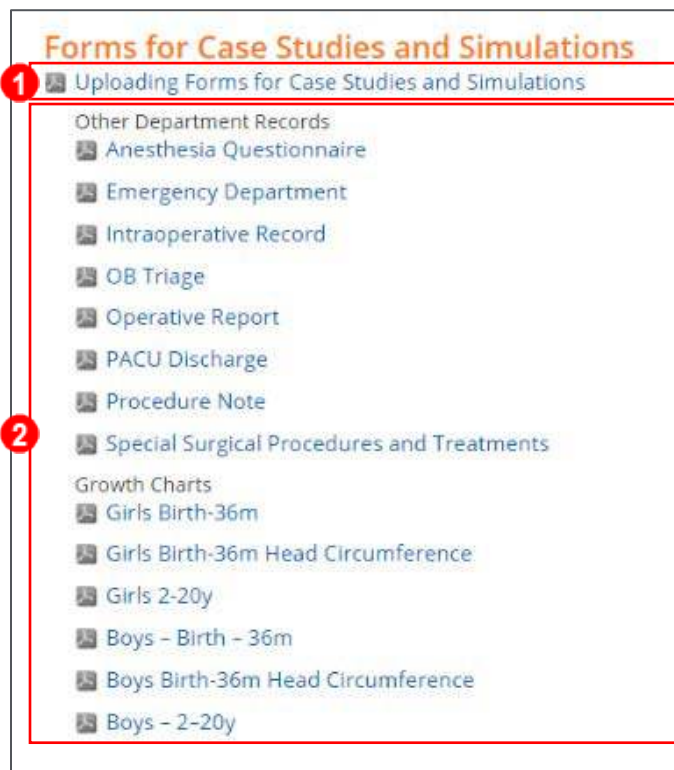 Forms for Case Studies and Simulations
1 Uploading Forms for Case Studies and Simulations
Other Department Records
Anesthesia Questionnaire
Emergency Department
Intraoperative Record
OB Triage
Operative Report
PACU Discharge
Procedure Note
2
Special Surgical Procedures and Treatments
Growth Charts
Girls Birth-36m
Girls Birth-36m Head Circumference
Girls 2-20y
Boys – Birth – 36m
Boys Birth-36m Head Circumference
Boys – 2–20y